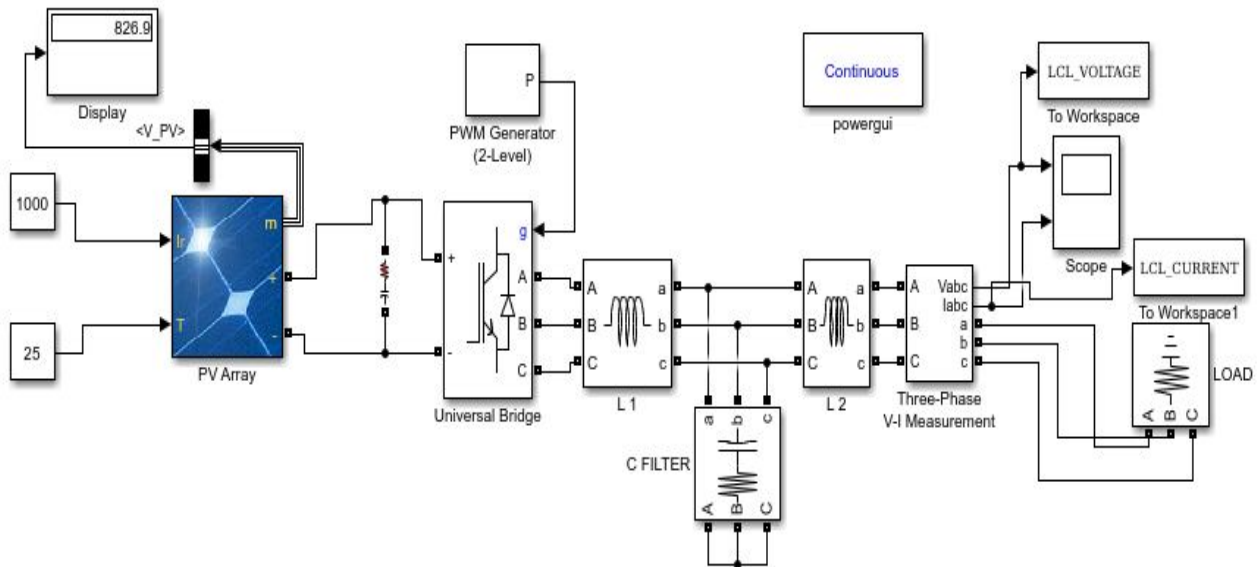 826.9
Display
<V_PV>
1000
25
Ir
T
m
+
-
PV Array
P
PWM Generator
(2-Level)
+
-
g
A
B
C
Universal Bridge
A
B
C
a
b
c
L 1
a
b
c
A
B
C
C FILTER
A
B
C
a
b
c
L 2
Continuous
powergui
A
B
C
Vabc
Iabc
a
b
c
Three-Phase
V-I Measurement
LCL_VOLTAGE
To Workspace
Scope
LCL_CURRENT
To Workspace1
A
B
C
LOAD